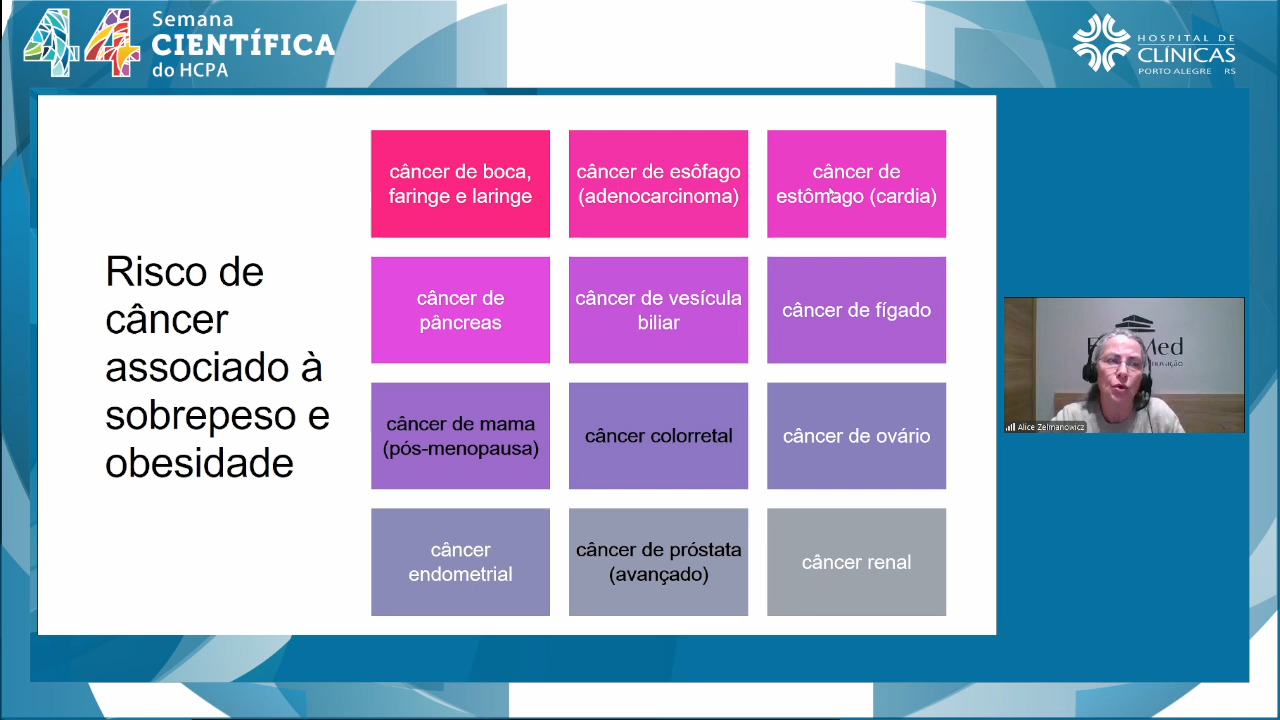 44
Semana
CIENTÍFICA
do HCPA
HOSPITAL DE
CLÍNICAS
PORTO ALEGRE RS
Risco de
câncer
associado à
sobrepeso e
obesidade
câncer de boca,
faringe e laringe
câncer de esôfago
(adenocarcinoma)
câncer de
estômago (cardia)
câncer de
pâncreas
câncer de vesícula
biliar
câncer de fígado
câncer de mama
(pós-menopausa)
câncer colorretal
câncer de ovário
câncer
endometrial
câncer de próstata
(avançado)
câncer renal
Alice Zelmanowicz